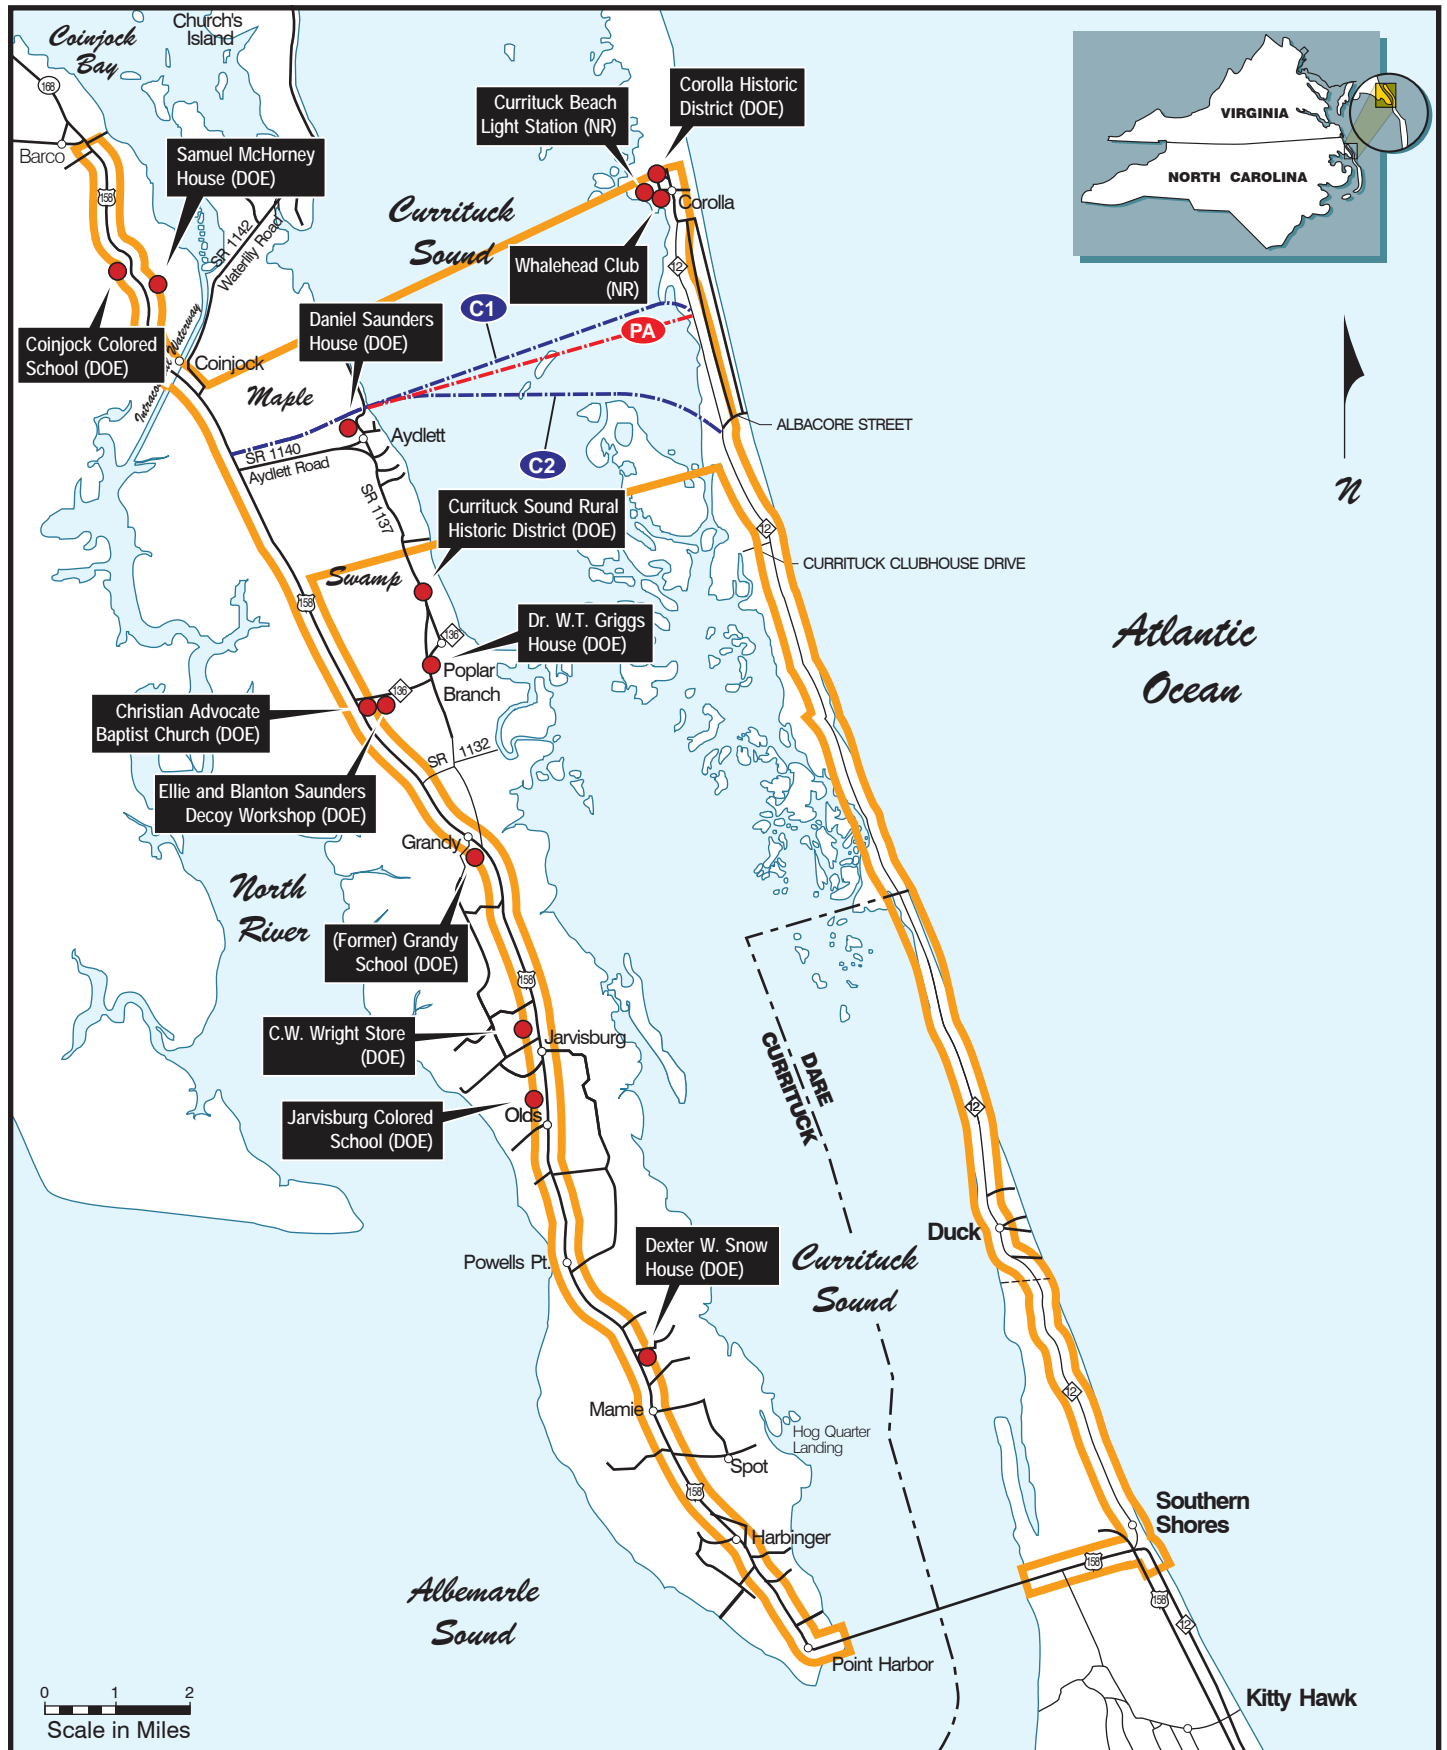 Coinjock
Bay
Church's
Island
168
Barco
158
Samuel McHorney
House (DOE)
SR 1142
Waterlily Road
Currituck Beach
Light Station (NR)
Corolla Historic
District (DOE)
Corolla
Currituck
Sound
Whalehead Club
(NR)
12
VIRGINIA
NORTH CAROLINA
Coinjock Colored
School (DOE)
Waterway
Coinjock
Daniel Saunders
House (DOE)
C1
PA
Maple
Aydlett
SR 1140
Aydlett Road
C2
ALBACORE STREET
SR 1137
N
Currituck Sound Rural
Historic District (DOE)
12
CURRITUCK CLUBHOUSE DRIVE
Swamp
158
Dr. W.T. Griggs
House (DOE)
136
Poplar
Branch
136
Atlantic
Ocean
Christian Advocate
Baptist Church (DOE)
SR 1132
Ellie and Blanton Saunders
Decoy Workshop (DOE)
Grandy
North
River
(Former) Grandy
School (DOE)
158
C.W. Wright Store
(DOE)
Jarvisburg
DARE
CURRITUCK
12
Jarvisburg Colored
School (DOE)
Olds
Duck
Powells Pt.
Dexter W. Snow
House (DOE)
Currituck
Sound
12
Mamie
Hog Quarter
Landing
Spot
158
Southern
Shores
Harbinger
158
158
12
Albemarle
Sound
Point Harbor
Kitty Hawk
0 1 2
Scale in Miles